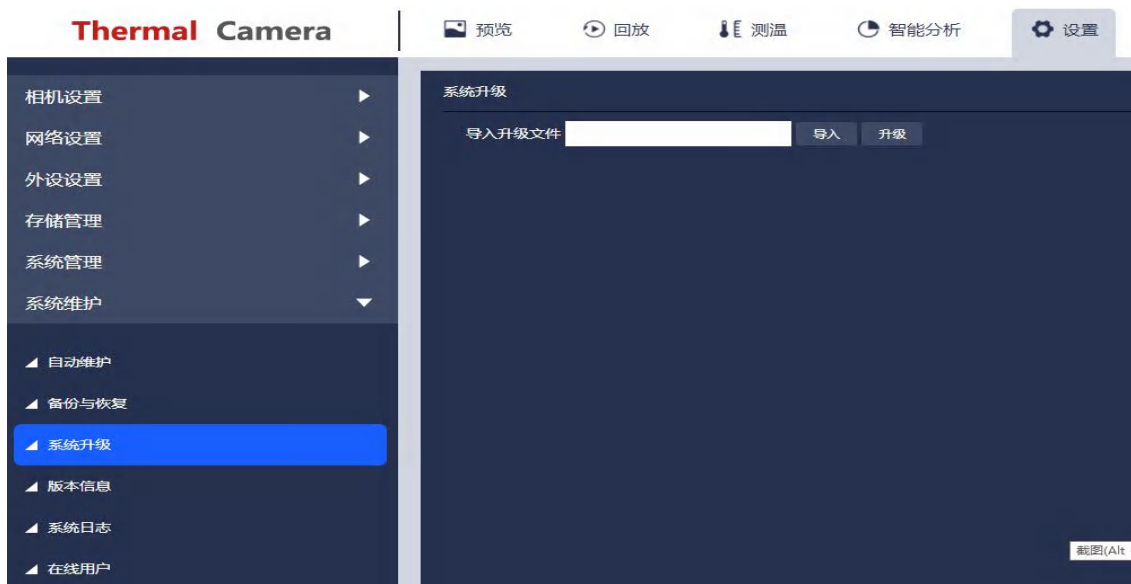 Thermal Camera
预览 回放 测温 智能分析 设置
相机设置
网络设置
外设设置
存储管理
系统管理
系统维护
自动维护
备份与恢复
系统升级
版本信息
系统日志
在线用户
系统升级
导入升级文件 导入 升级
截图(Alt